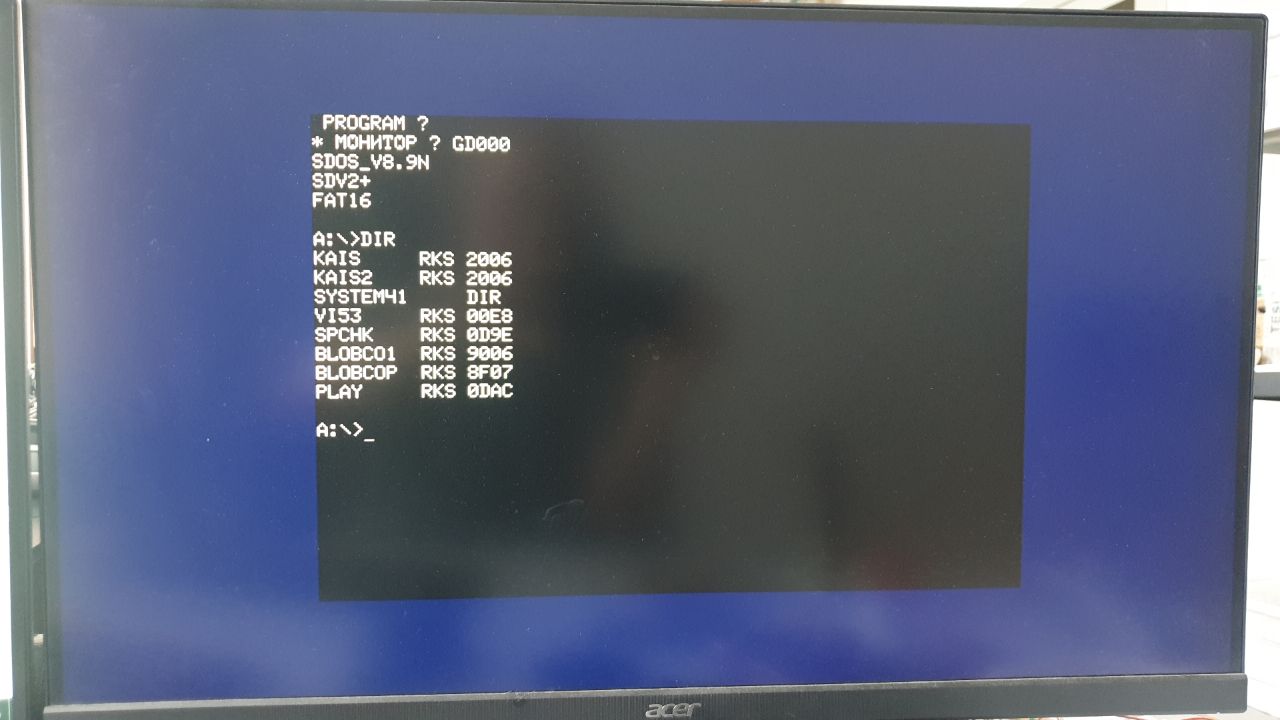 PROGRAM ?
* МОНИТОР ? GD000
SDOS_V8.9N
SDV2+
FAT16
A:\>DIR
KAIS RKS 2006
KAIS2 RKS 2006
SYSTEM41 DIR
VI53 RKS 00E8
SPCHK RKS 0D9E
BLOBCO1 RKS 9006
BLOBCOP RKS 8F07
PLAY RKS 0DAC
A:\>_
acer